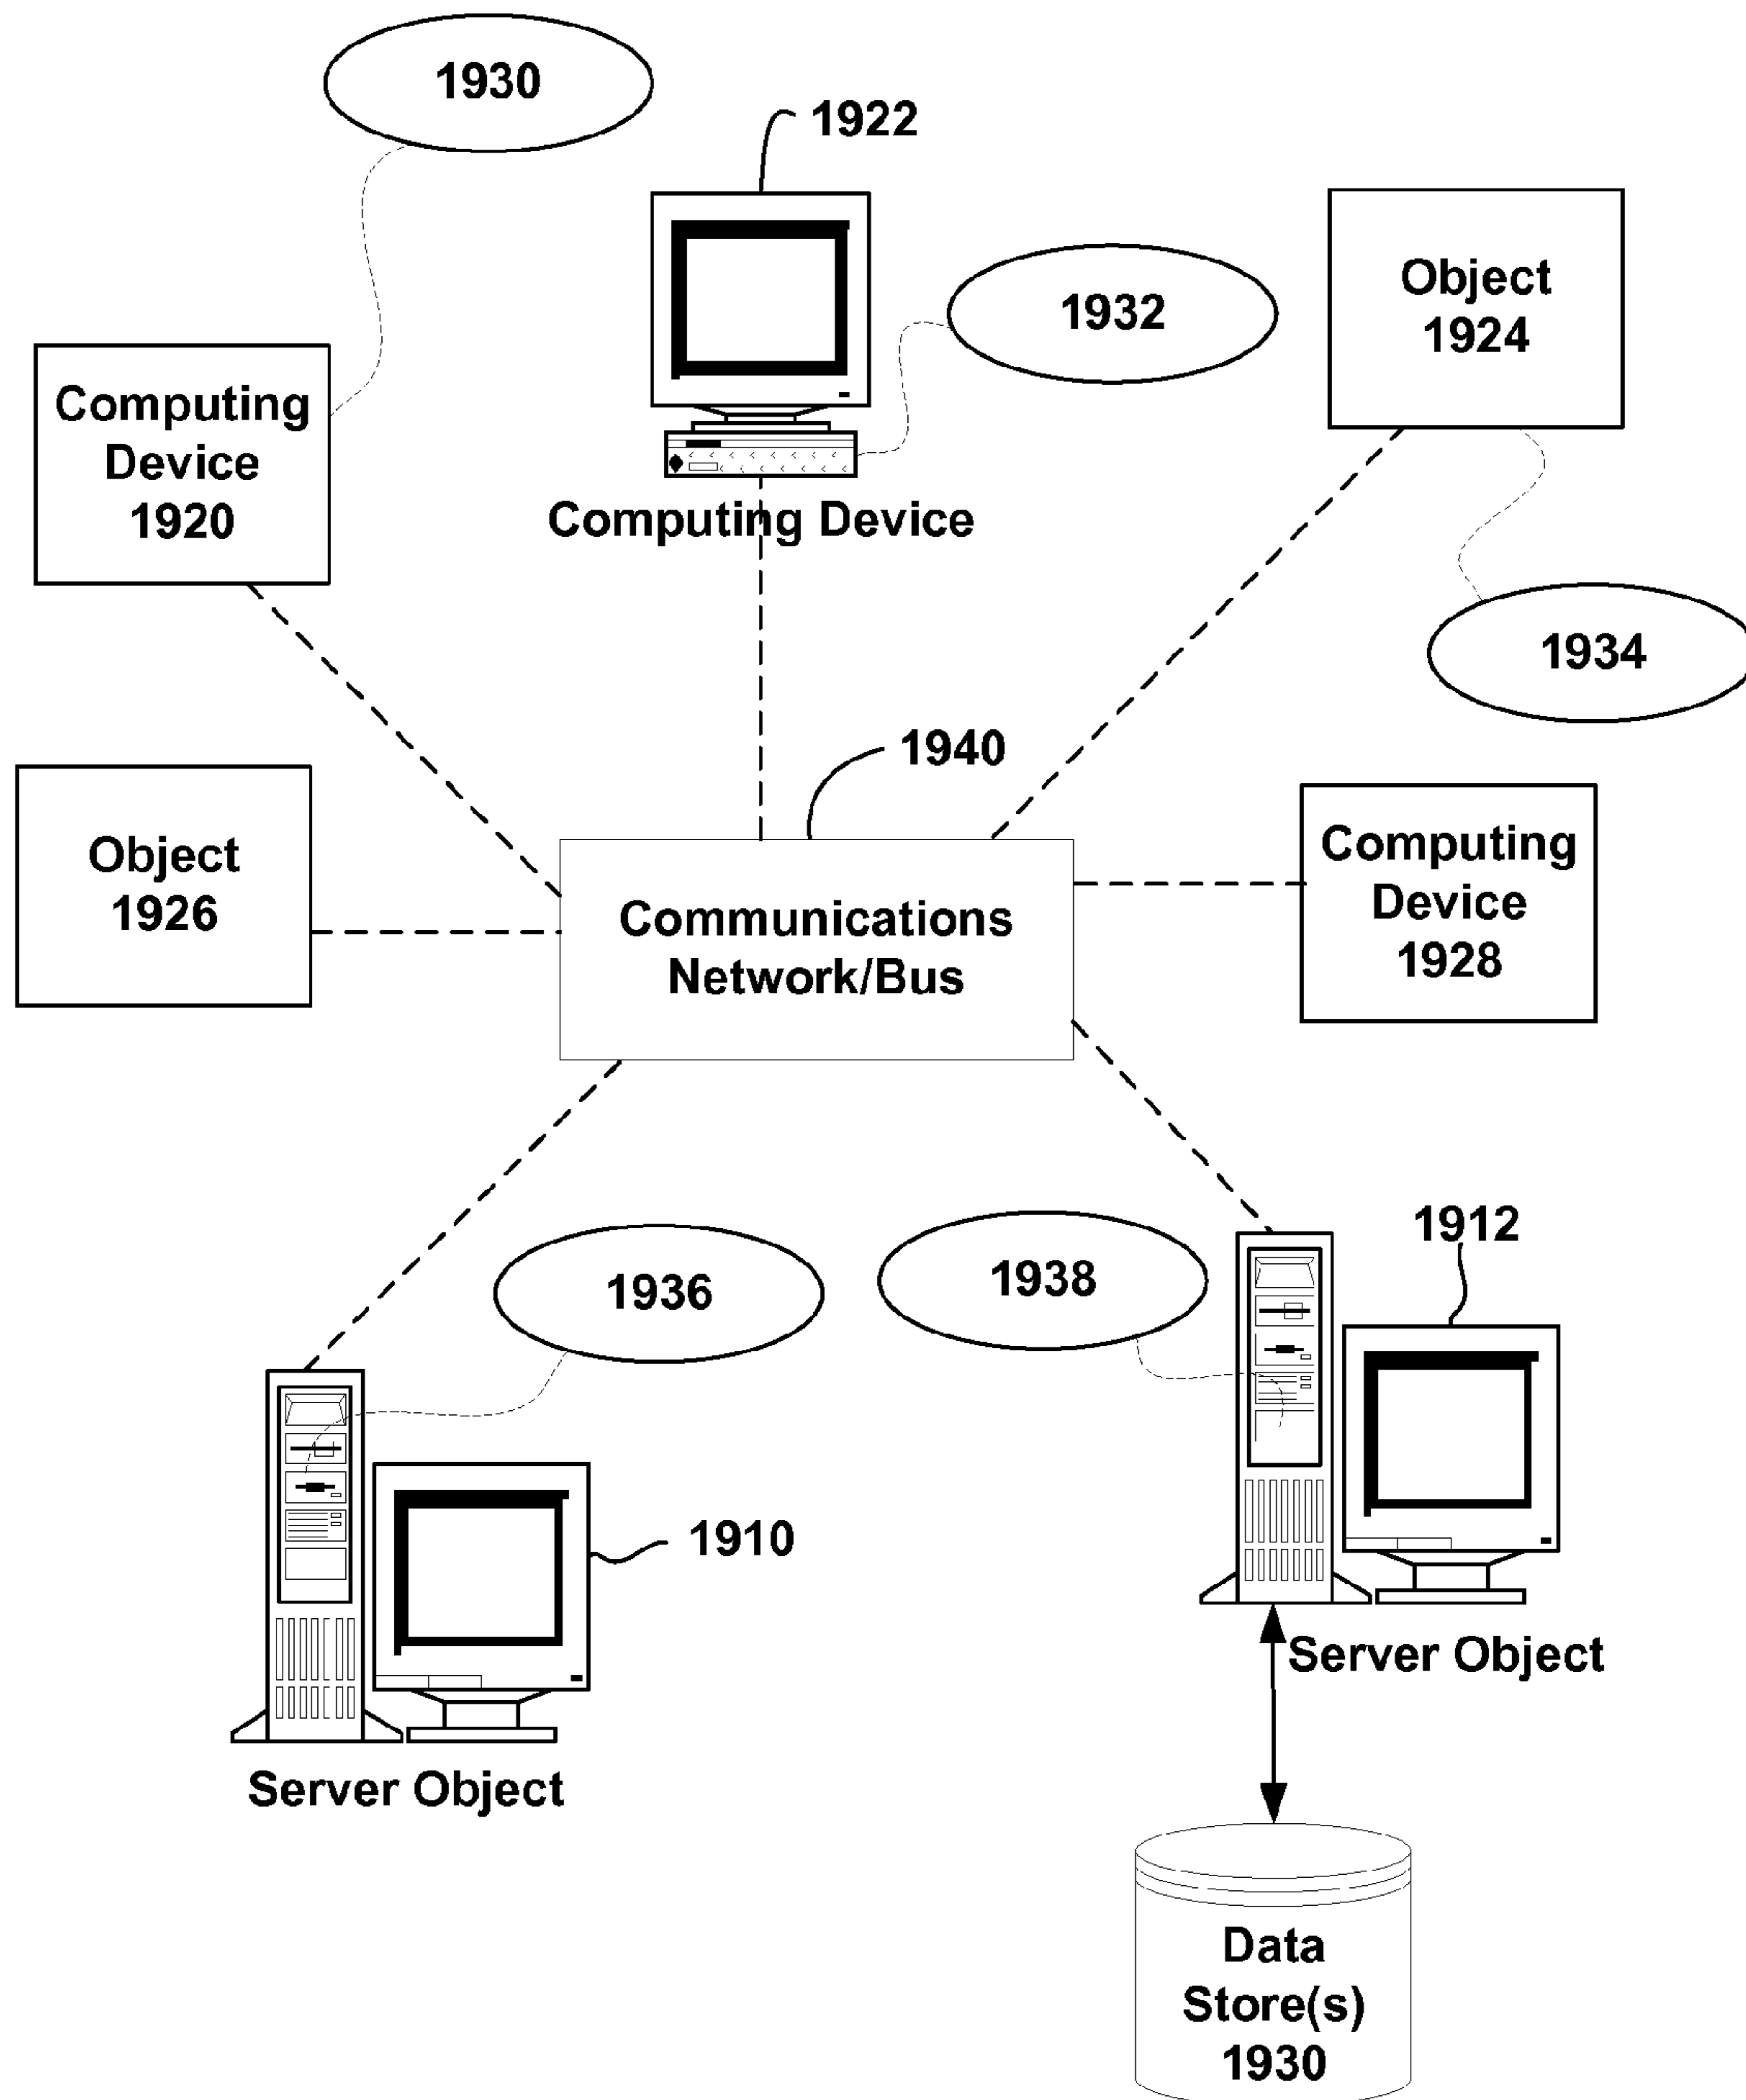 1930
1922
1932
Object
1924
Computing
Device
1920
Computing Device
1934
1940
Object
1926
Communications
Network/Bus
Computing
Device
1928
1936
1938
1912
1910
Server Object
Server Object
Data
Store(s)
1930